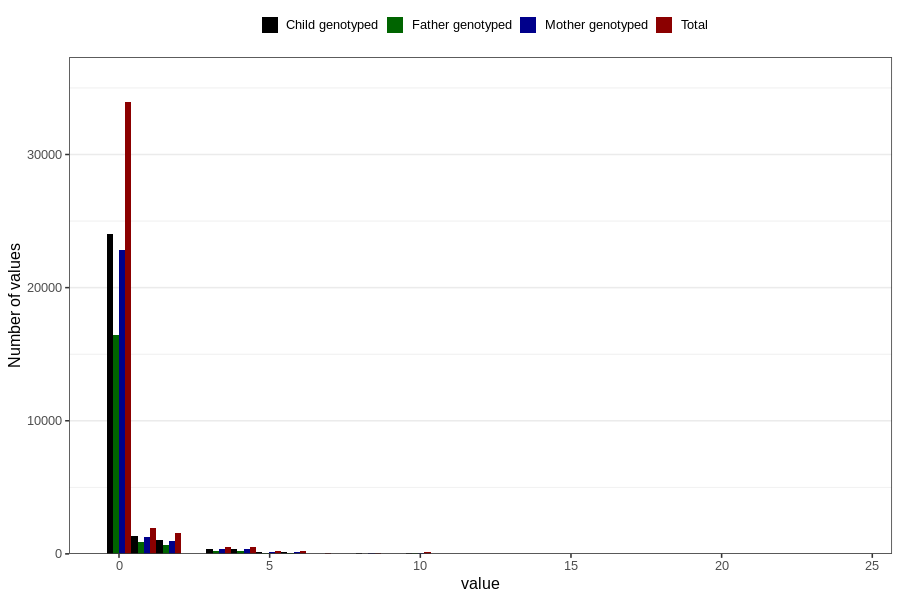 Child genotyped Father genotyped Mother genotyped Total
Number of values
30000
20000
10000
0
0 5 10 15 20 25
value